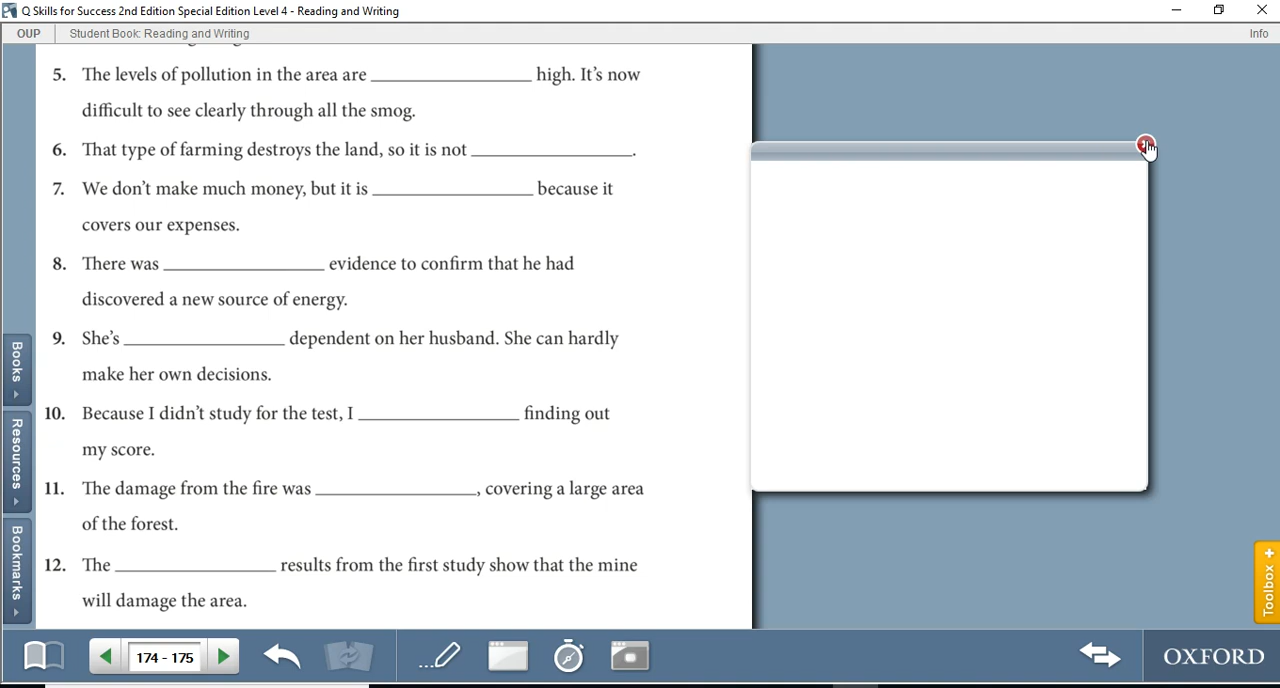 Q Skills for Success 2nd Edition Special Edition Level 4 - Reading and Writing
OUP Student Book: Reading and Writing Info
5. The levels of pollution in the area are ________________ high. It's now
difficult to see clearly through all the smog.
6. That type of farming destroys the land, so it is not ________________.
7. We don't make much money, but it is ________________ because it
covers our expenses.
8. There was ________________ evidence to confirm that he had
discovered a new source of energy.
9. She's ________________ dependent on her husband. She can hardly
make her own decisions.
10. Because I didn't study for the test, I ________________ finding out
my score.
11. The damage from the fire was ________________, covering a large area
of the forest.
12. The ________________ results from the first study show that the mine
will damage the area.
Books
Resources
Bookmarks
Toolbox +
174 - 175
OXFORD